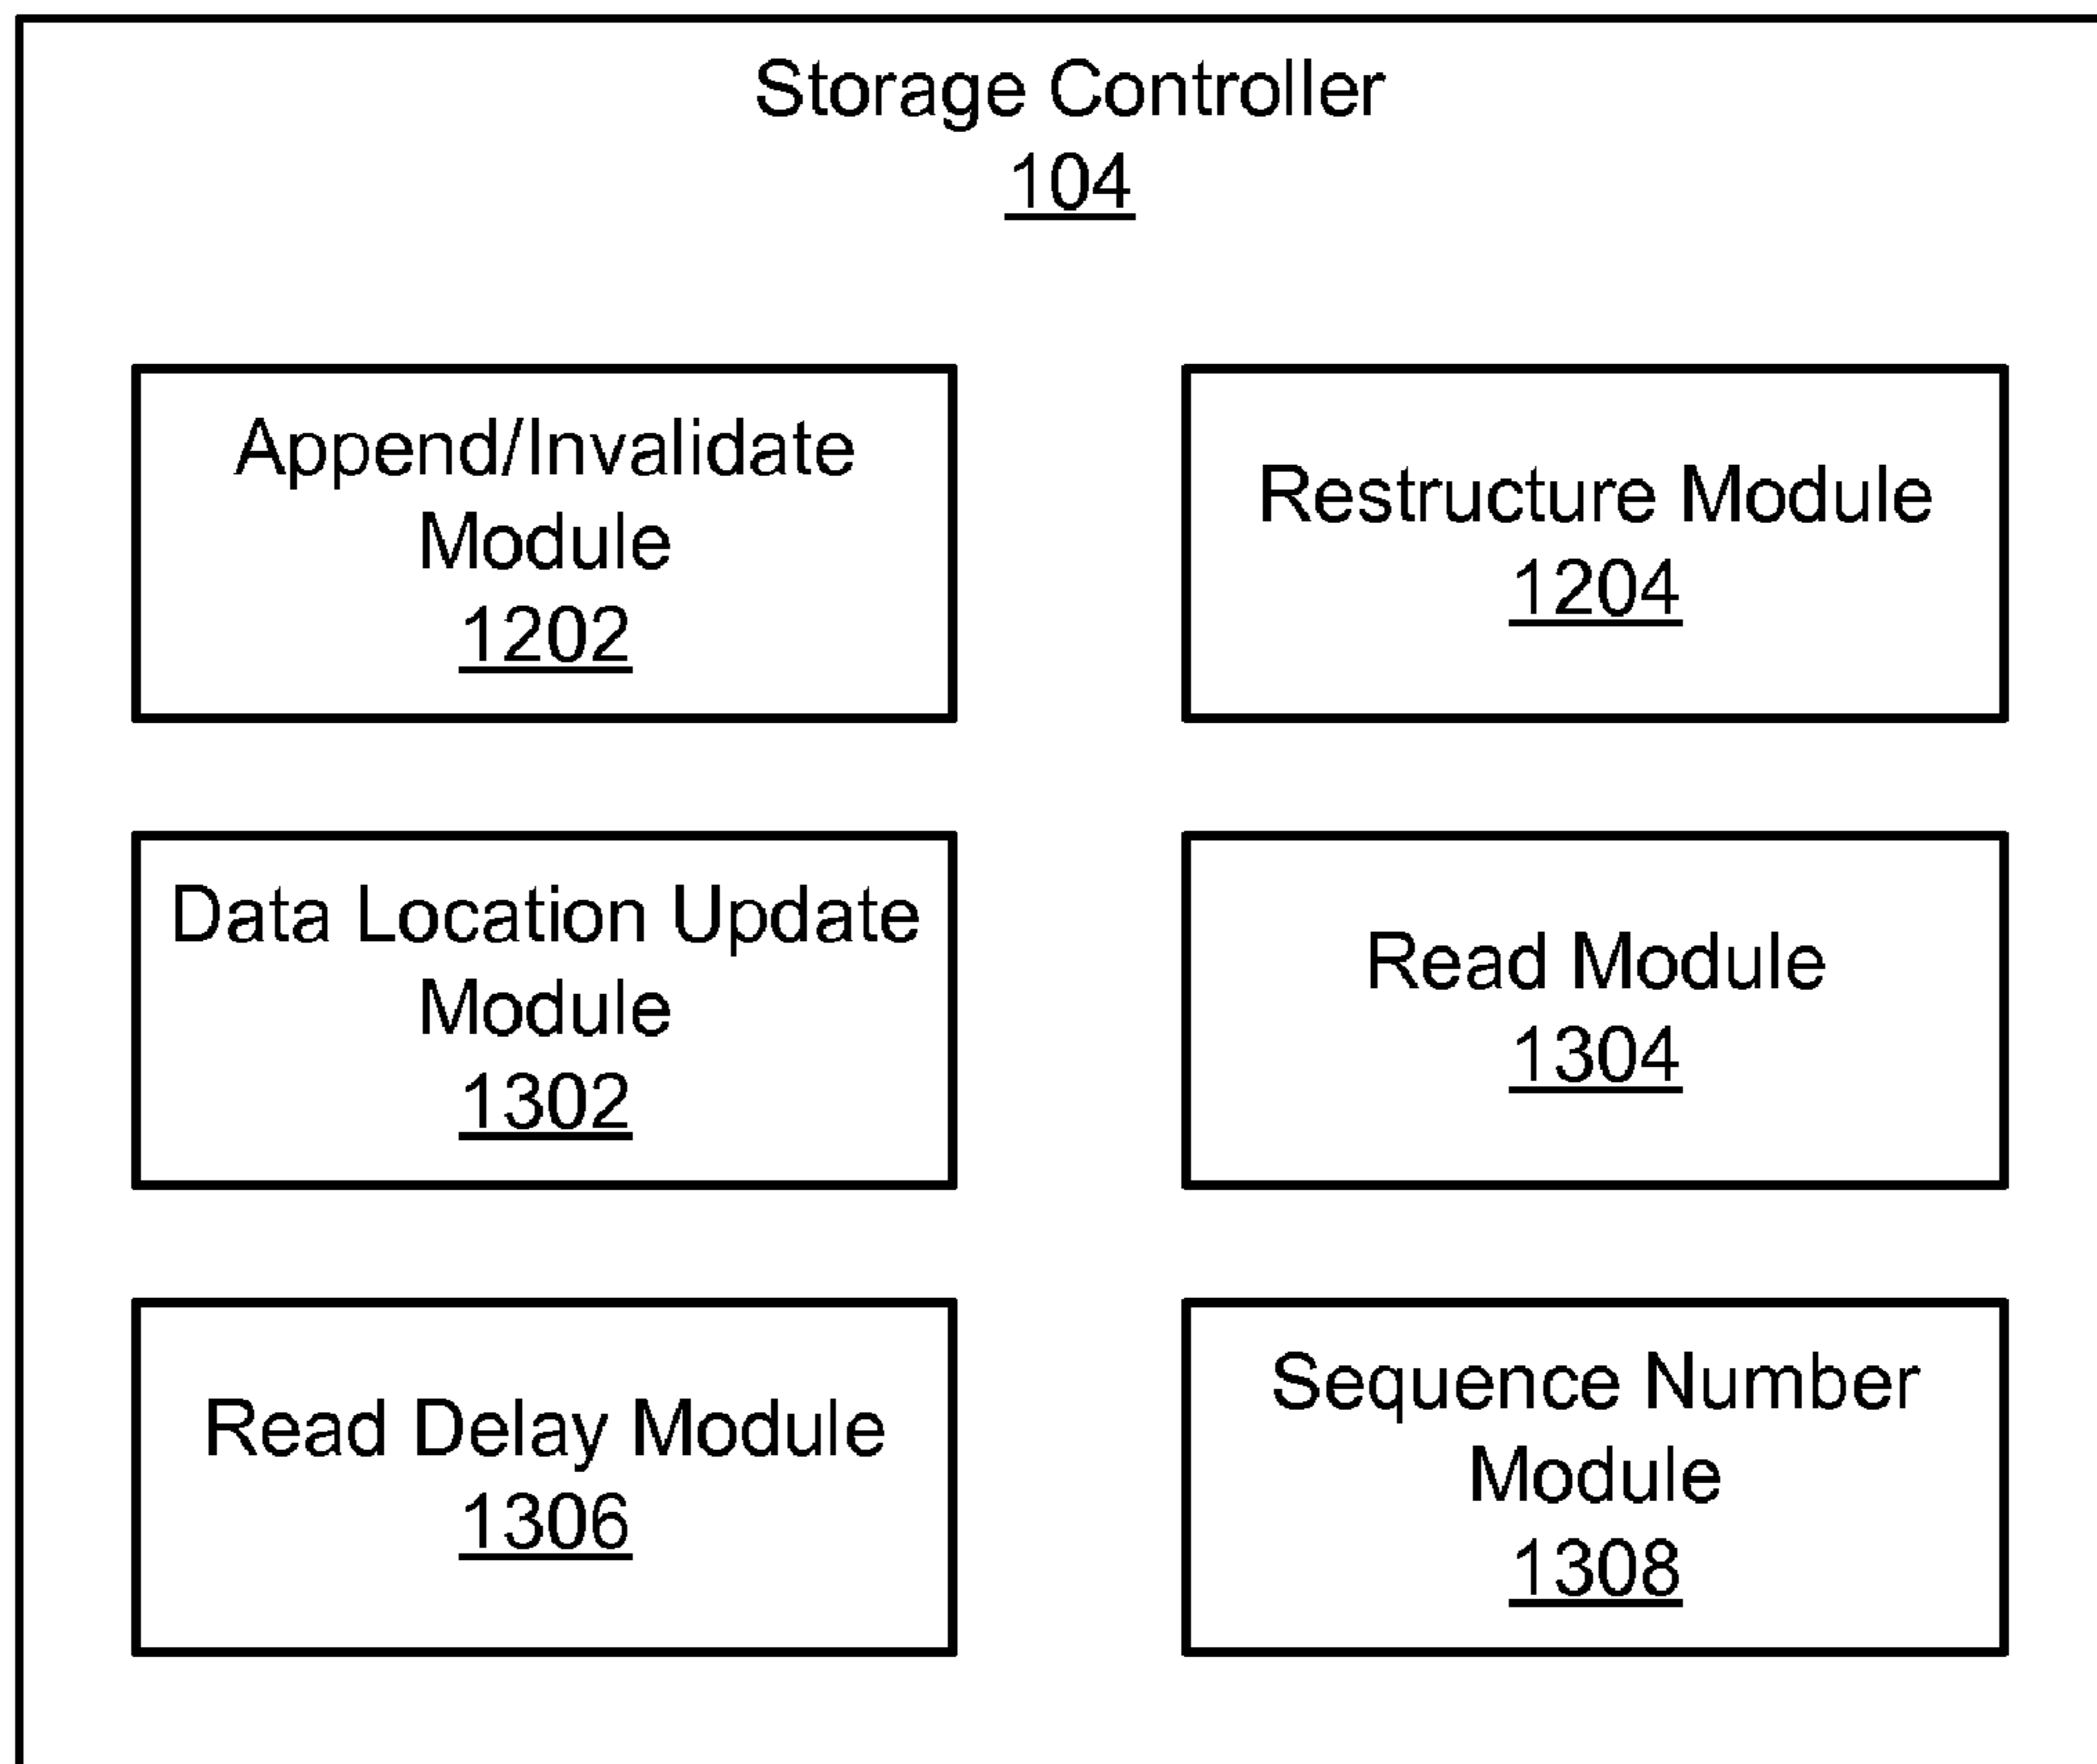 Storage Controller
104
Append/Invalidate
Module
1202
Restructure Module
1204
Data Location Update
Module
1302
Read Module
1304
Read Delay Module
1306
Sequence Number
Module
1308